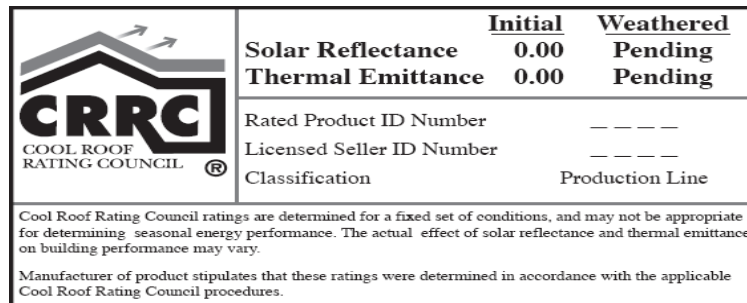 Initial Weathered
Solar Reflectance 0.00 Pending
Thermal Emittance 0.00 Pending
CRRC
COOL ROOF
RATING COUNCIL ®
Rated Product ID Number _ _ _ _
Licensed Seller ID Number _ _ _ _
Classification Production Line
Cool Roof Rating Council ratings are determined for a fixed set of conditions, and may not be appropriate
for determining seasonal energy performance. The actual effect of solar reflectance and thermal emittance
on building performance may vary.
Manufacturer of product stipulates that these ratings were determined in accordance with the applicable
Cool Roof Rating Council procedures.